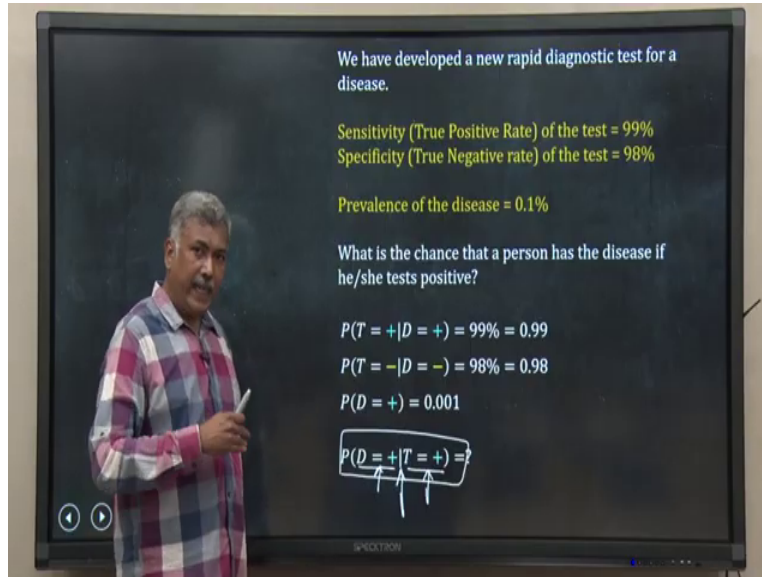 We have developed a new rapid diagnostic test for a
disease.
Sensitivity (True Positive Rate) of the test = 99%
Specificity (True Negative rate) of the test = 98%
Prevalence of the disease = 0.1%
What is the chance that a person has the disease if
he/she tests positive?
P(T = +|D = +) = 99% = 0.99
P(T = −|D = −) = 98% = 0.98
P(D = +) = 0.001
P(D = +|T = +) =?
SPECKTRON